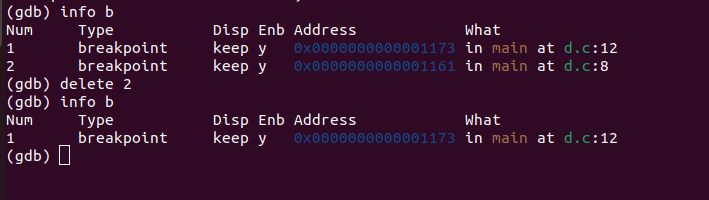 (gdb) info b
Num     Type           Disp Enb Address            What
1       breakpoint     keep y   0x0000000000001173 in main at d.c:12
2       breakpoint     keep y   0x0000000000001161 in main at d.c:8
(gdb) delete 2
(gdb) info b
Num     Type           Disp Enb Address            What
1       breakpoint     keep y   0x0000000000001173 in main at d.c:12
(gdb)